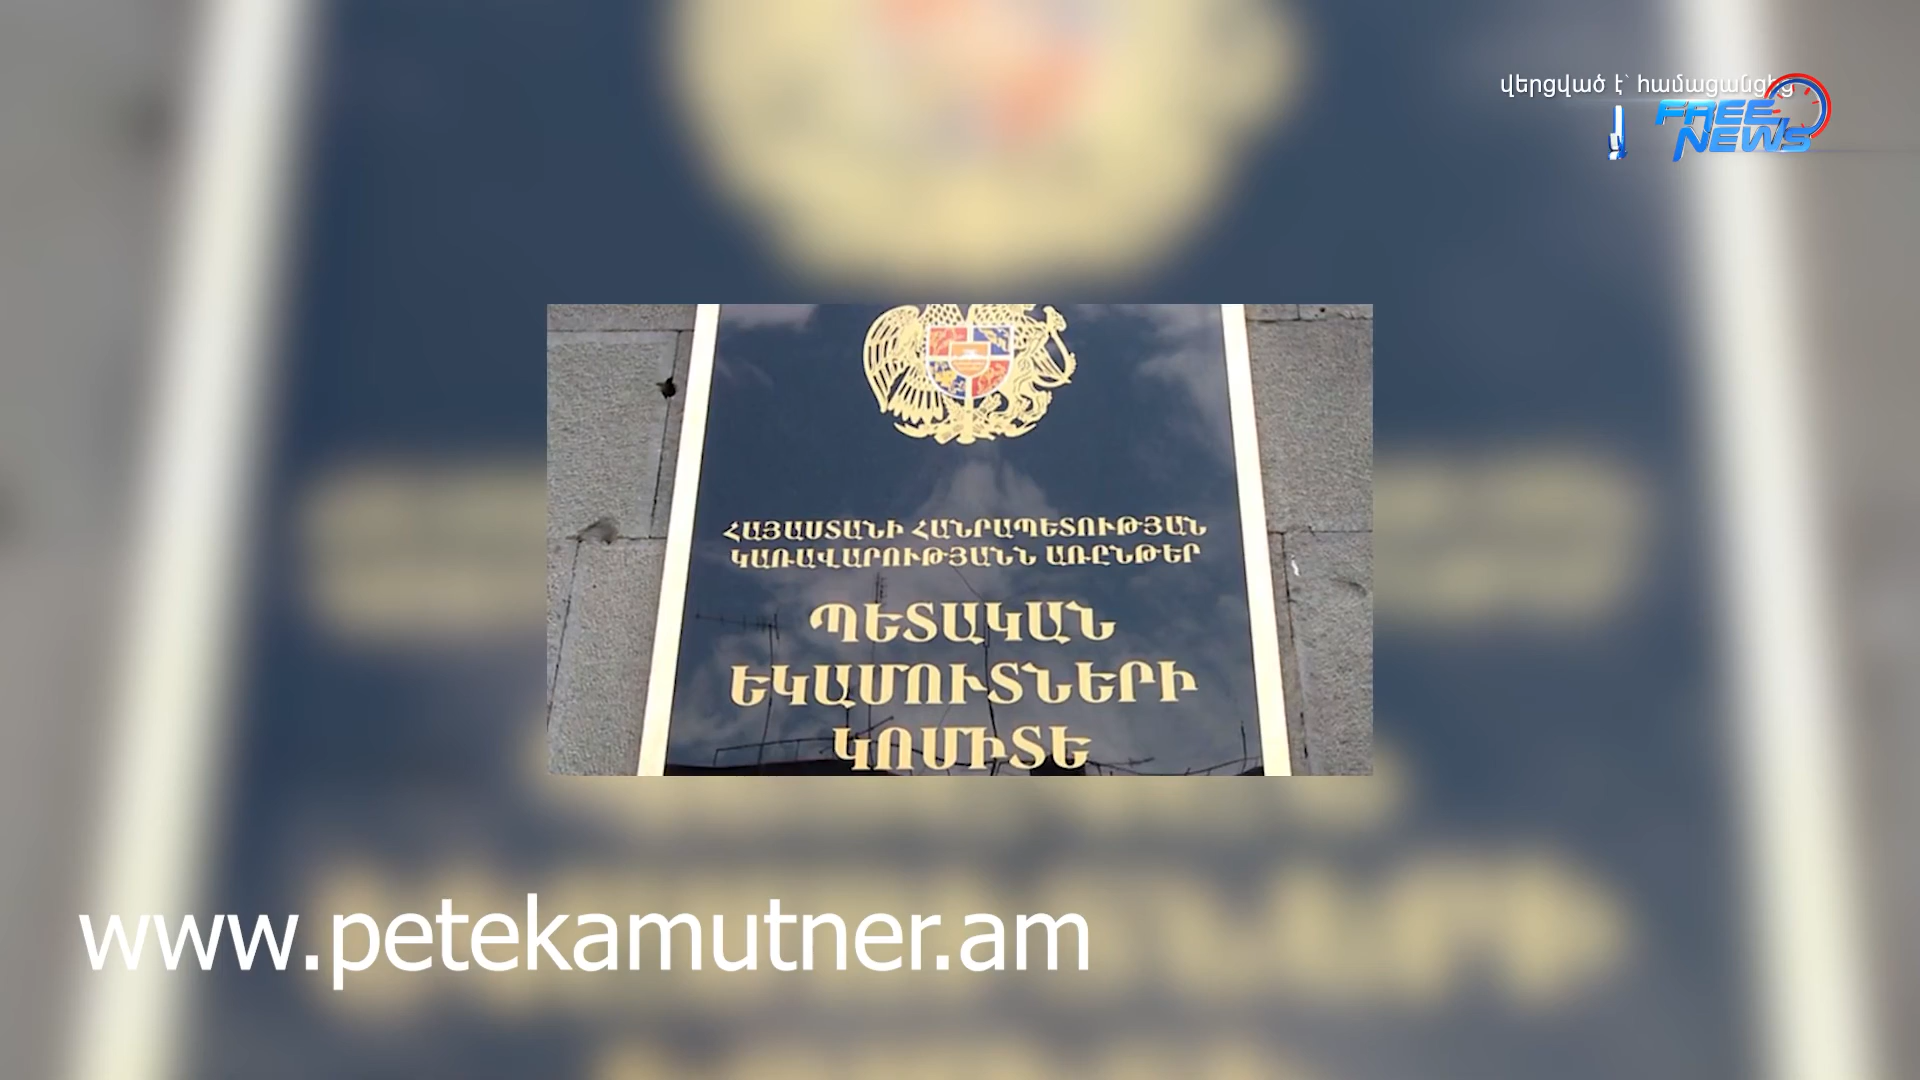 վերցված է՝ համացանցից
FREE
NEWS
ՀԱՅԱՍՏԱՆԻ ՀԱՆՐԱՊԵՏՈՒԹՅԱՆ
ԿԱՌԱՎԱՐՈՒԹՅԱՆՆ ԱՌԸՆԹԵՐ
ՊԵՏԱԿԱՆ
ԵԿԱՄՈՒՏՆԵՐԻ
ԿՈՄԻՏԵ
www.petekamutner.am